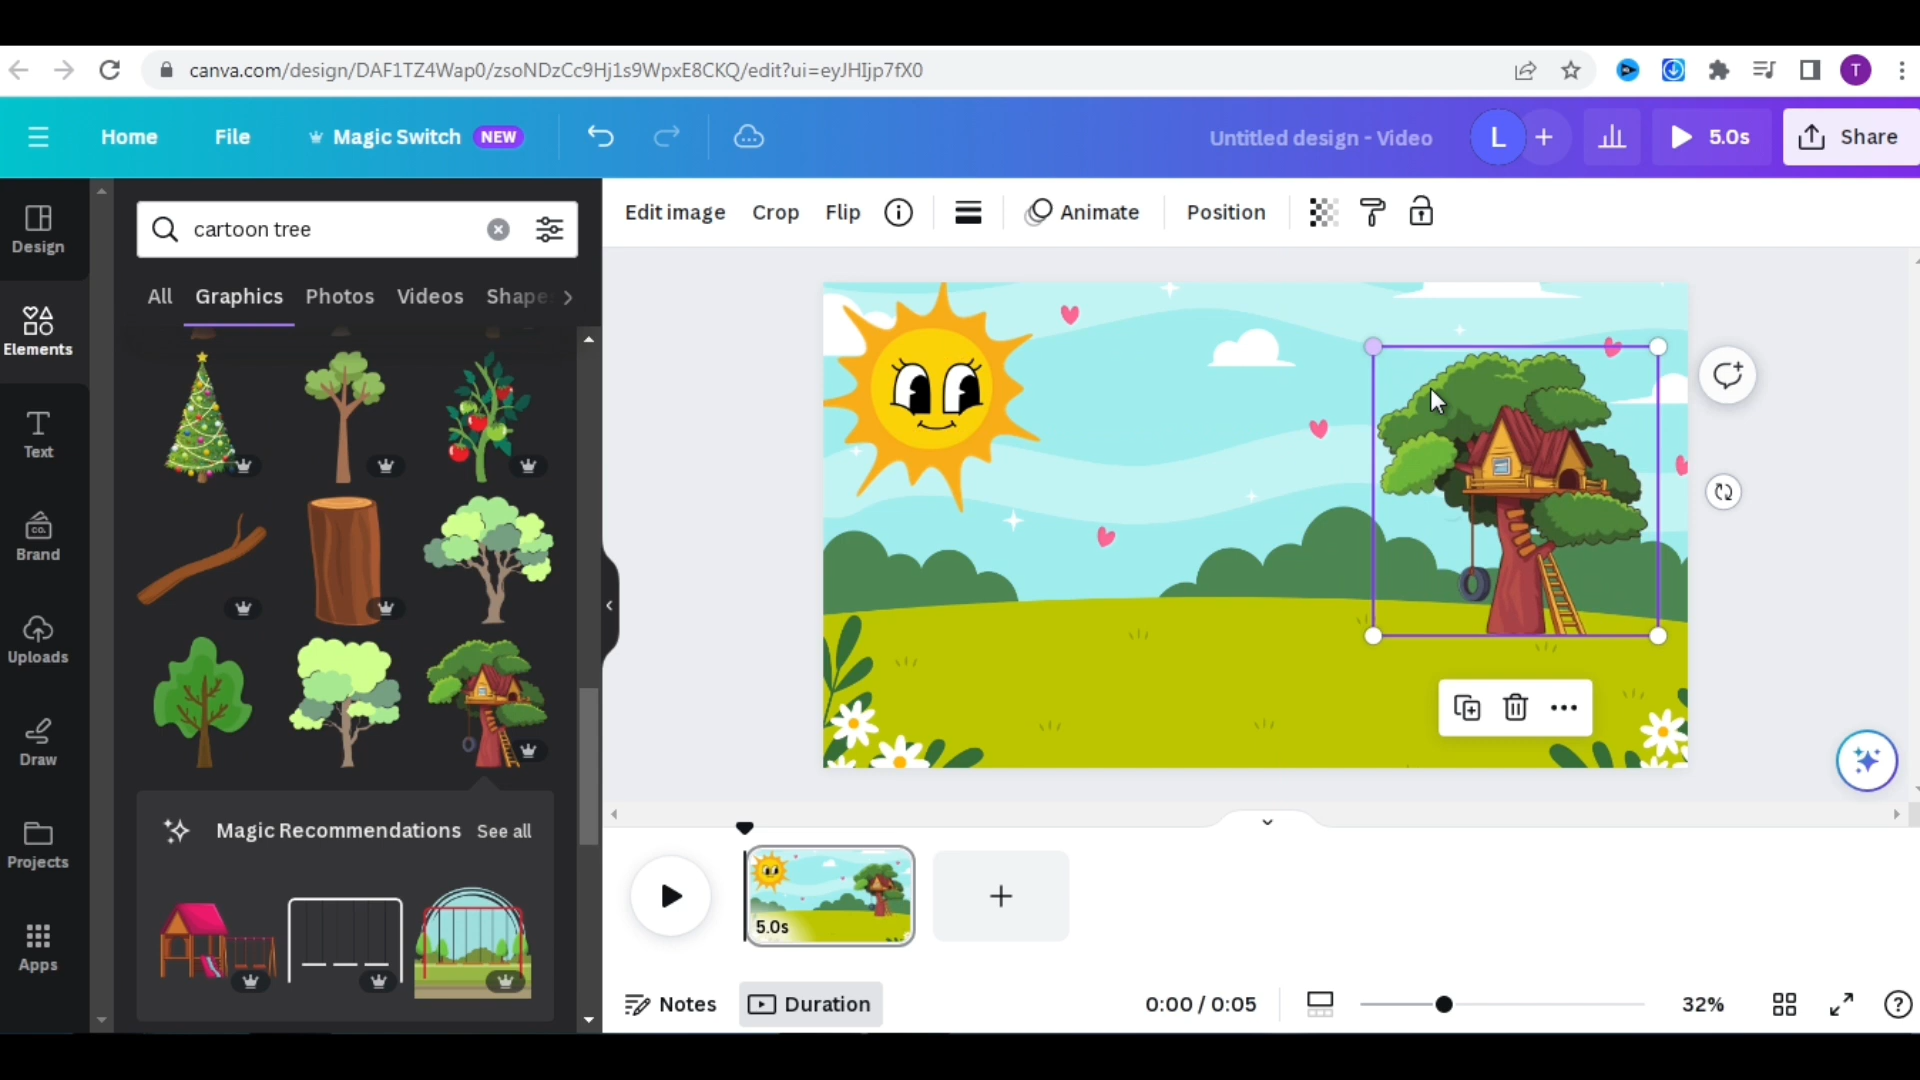 canva.com/design/DAF1TZ4Wap0/zsoNDzCc9Hj1s9WpxE8CKQ/edit?ui=eyJHIjp7fX0
T
Home File Magic Switch NEW Untitled design - Video L + 5.0s Share
Design
Elements
Text
CO.
Brand
Uploads
Draw
Projects
Apps
cartoon tree
All Graphics Photos Videos Shape
Magic Recommendations See all
Edit image Crop Flip Animate Position
5.0s
Notes Duration 0:00 / 0:05 32%